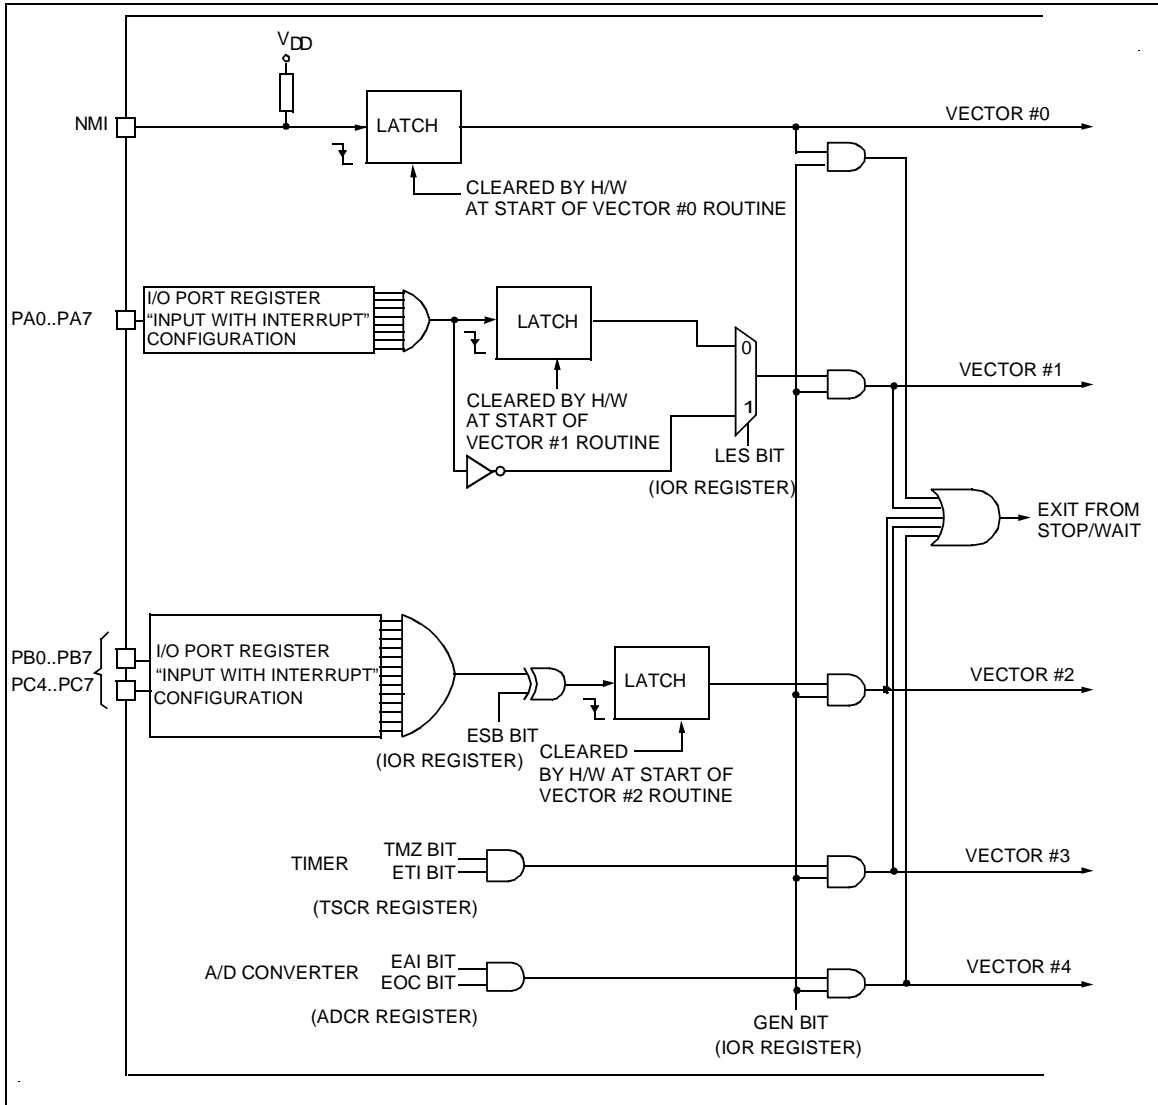 VDD
NMI
LATCH
VECTOR #0
CLEARED BY H/W
AT START OF VECTOR #0 ROUTINE
PA0..PA7
I/O PORT REGISTER
“INPUT WITH INTERRUPT”
CONFIGURATION
LATCH
CLEARED BY H/W
AT START OF
VECTOR #1 ROUTINE
0
1
LES BIT
(IOR REGISTER)
VECTOR #1
EXIT FROM
STOP/WAIT
PB0..PB7
PC4..PC7
I/O PORT REGISTER
“INPUT WITH INTERRUPT”
CONFIGURATION
ESB BIT
(IOR REGISTER)
LATCH
CLEARED
BY H/W AT START OF
VECTOR #2 ROUTINE
VECTOR #2
TIMER
TMZ BIT
ETI BIT
(TSCR REGISTER)
VECTOR #3
A/D CONVERTER
EAI BIT
EOC BIT
(ADCR REGISTER)
VECTOR #4
GEN BIT
(IOR REGISTER)